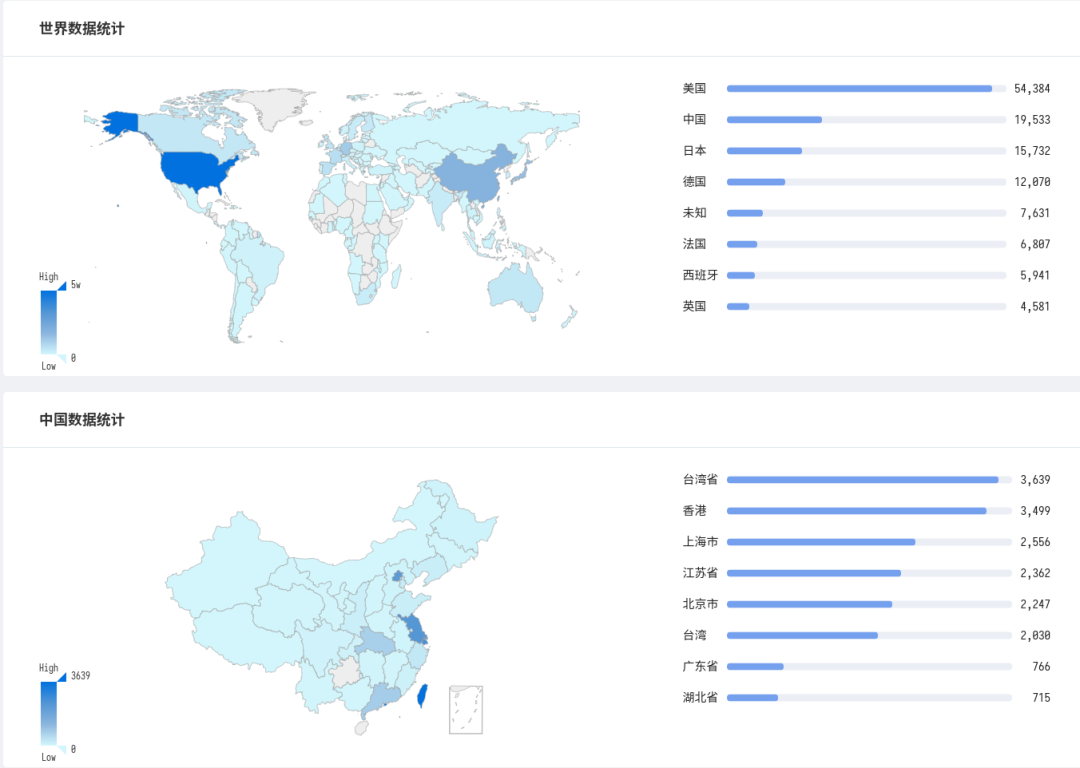 世界数据统计
美国 54,384
中国 19,533
日本 15,732
德国 12,070
未知 7,631
法国 6,807
西班牙 5,941
英国 4,581
High
5w
0
Low
中国数据统计
台湾省 3,639
香港 3,499
上海市 2,556
江苏省 2,362
北京市 2,247
台湾 2,030
广东省 766
湖北省 715
High
3639
0
Low